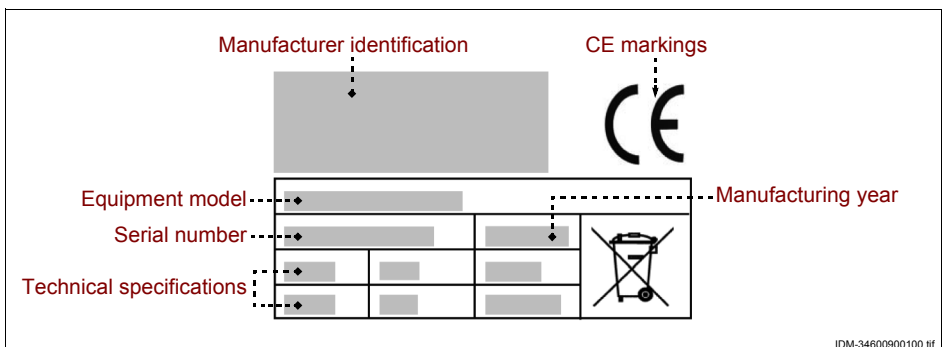 Manufacturer identification
CE markings
CE
Equipment model
Manufacturing year
Serial number
Technical specifications
IDM-34600900100.tif